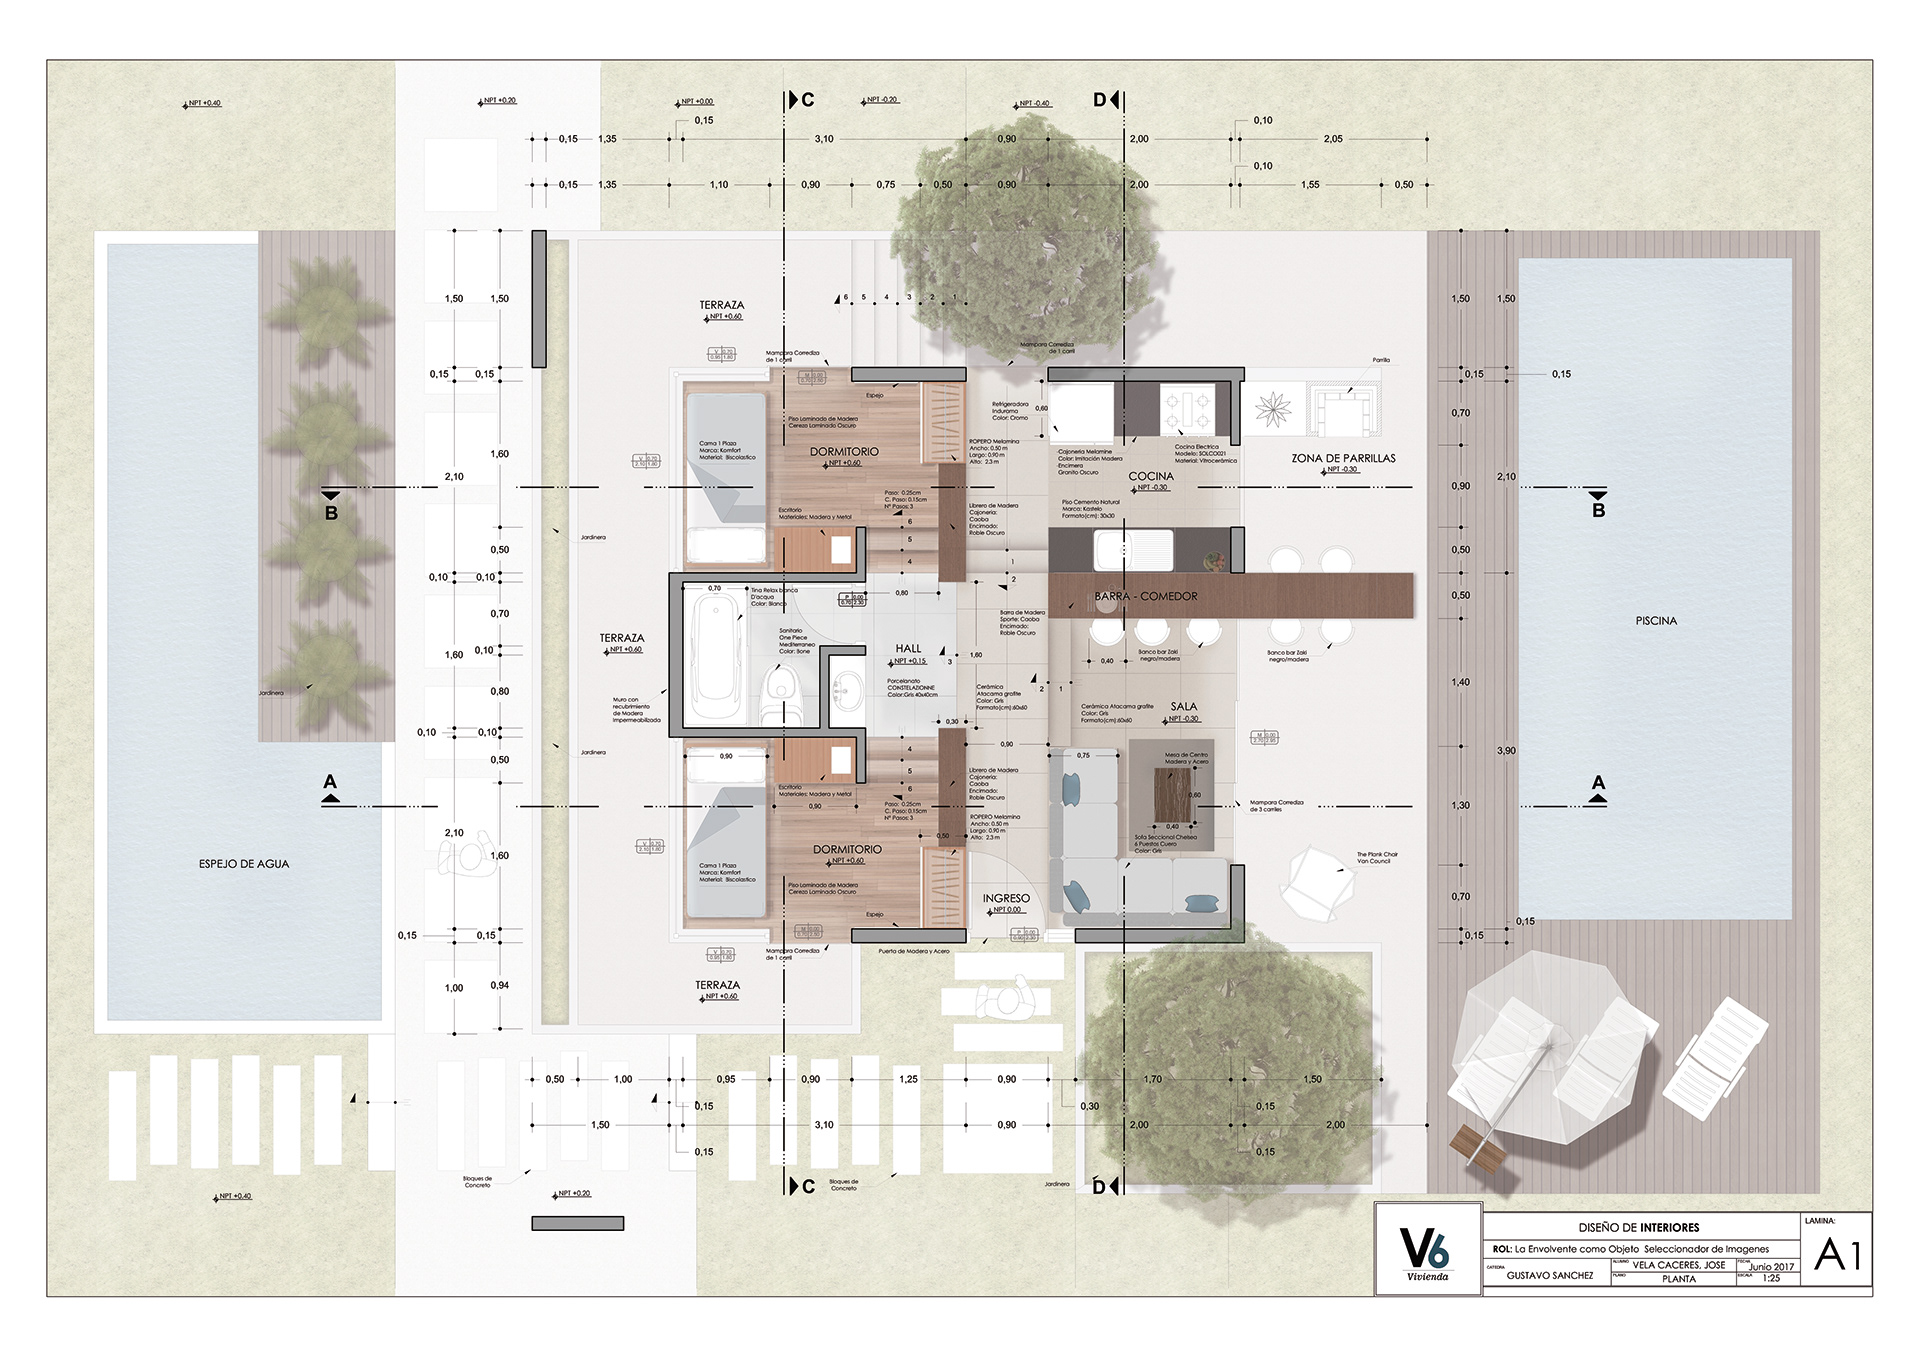 NPT +0.40
NPT +0.20
NPT +0.00
NPT -0.20
NPT -0.40
C
D
0,15
0,10
0,15
1,35
3,10
0,90
2,00
2,05
0,10
0,15
1,35
1,10
0,90
0,75
0,50
0,90
2,00
1,55
0,50
1,50
1,50
0,15
0,15
2,10
1,60
0,50
0,10
0,10
0,70
1,60
0,10
0,80
0,10
0,10
0,50
2,10
1,60
0,15
0,15
1,00
0,94
B
A
ESPEJO DE AGUA
Jardinera
Jardinera
Jardinera
TERRAZA
NPT +0.60
6 5 4 3 2 1
Mampara Corrediza
de 1 carril
Mampara Corrediza
de 1 carril
Espejo
Piso Laminado de Madera
Cerezo Laminado Oscuro
Cama 1 Plaza
Marca: Komfort
Material: Biscolastico
DORMITORIO
NPT +0.60
Paso: 0.25cm
C. Paso: 0.15cm
Nº Pasos: 3
Escritorio
Materiales: Madera y Metal
6
5
4
ROPERO Melamina
Ancho: 0.50 m
Largo: 0.90 m
Alto: 2.3 m
Librero de Madera
Cajoneria:
Caoba
Encimado:
Roble Oscuro
Refrigeradora
Indurama
Color: Cromo
0,60
Cajoneria Melamine
Color: Imitación Madera
Encimera
Granito Oscuro
Cocina Electrica
Modelo: SOLCO021
Material: Vitrocerámica
COCINA
NPT -0.30
Piso Cemento Natural
Marca: Kastelo
Formato(cm): 30x30
Parrilla
ZONA DE PARRILLAS
NPT -0.30
1
2
BARRA - COMEDOR
Barra de Madera
Soporte: Caoba
Encimado:
Roble Oscuro
Banco bar Zaki
negro/madera
Banco bar Zaki
negro/madera
0,40
TERRAZA
NPT +0.60
Muro con
recubrimiento
de Madera
Impermeabilizada
0,70
Tina Relax blanca
D'acqua
Color: Blanco
Sanitario
One Piece
Mediterraneo
Color: Bone
0,80
HALL
NPT +0.15
3
1,60
Porcelanato
CONSTELAZIONNE
Color:Gris 40x40cm
0,30
Cerámica
Atacama grafite
Color: Gris
Formato(cm):60x60
2 1
Cerámica Atacama grafite
Color: Gris
Formato(cm):60x60
SALA
NPT -0.30
0,90
0,75
Mesa de Centro
Madera y Acero
0,60
0,40
Sofa Seccional Chelsea
6 Puestos Cuero
Color: Gris
Mampara Corrediza
de 3 carriles
The Plank Chair
Van Council
0,90
4
5
6
Escritorio
Materiales: Madera y Metal
0,90
Paso: 0.25cm
C. Paso: 0.15cm
Nº Pasos: 3
Librero de Madera
Cajoneria:
Caoba
Encimado:
Roble Oscuro
ROPERO Melamina
Ancho: 0.50 m
Largo: 0.90 m
Alto: 2.3 m
0,50
DORMITORIO
NPT +0.60
Cama 1 Plaza
Marca: Komfort
Material: Biscolastico
Piso Laminado de Madera
Cerezo Laminado Oscuro
Espejo
INGRESO
NPT 0.00
Mampara Corrediza
de 1 carril
Puerta de Madera y Acero
TERRAZA
NPT +0.60
1,50
1,50
0,15
0,15
0,70
0,90
2,10
0,50
0,50
1,40
3,90
1,30
0,70
0,15
0,15
B
A
PISCINA
0,50
1,00
0,95
0,90
1,25
0,90
1,70
1,50
0,15
0,30
0,15
1,50
3,10
0,90
2,00
2,00
0,15
0,15
Bloques de
Concreto
Bloques de
Concreto
Jardinera
C
D
NPT +0.40
NPT +0.20
V6
Vivienda
DISEÑO DE INTERIORES
ROL: La Envolvente como Objeto Seleccionador de Imagenes
CATEDRA
GUSTAVO SANCHEZ
ALUMNO
VELA CACERES, JOSE
FECHA
Junio 2017
PLANO
PLANTA
ESCALA
1:25
LAMINA:
A1